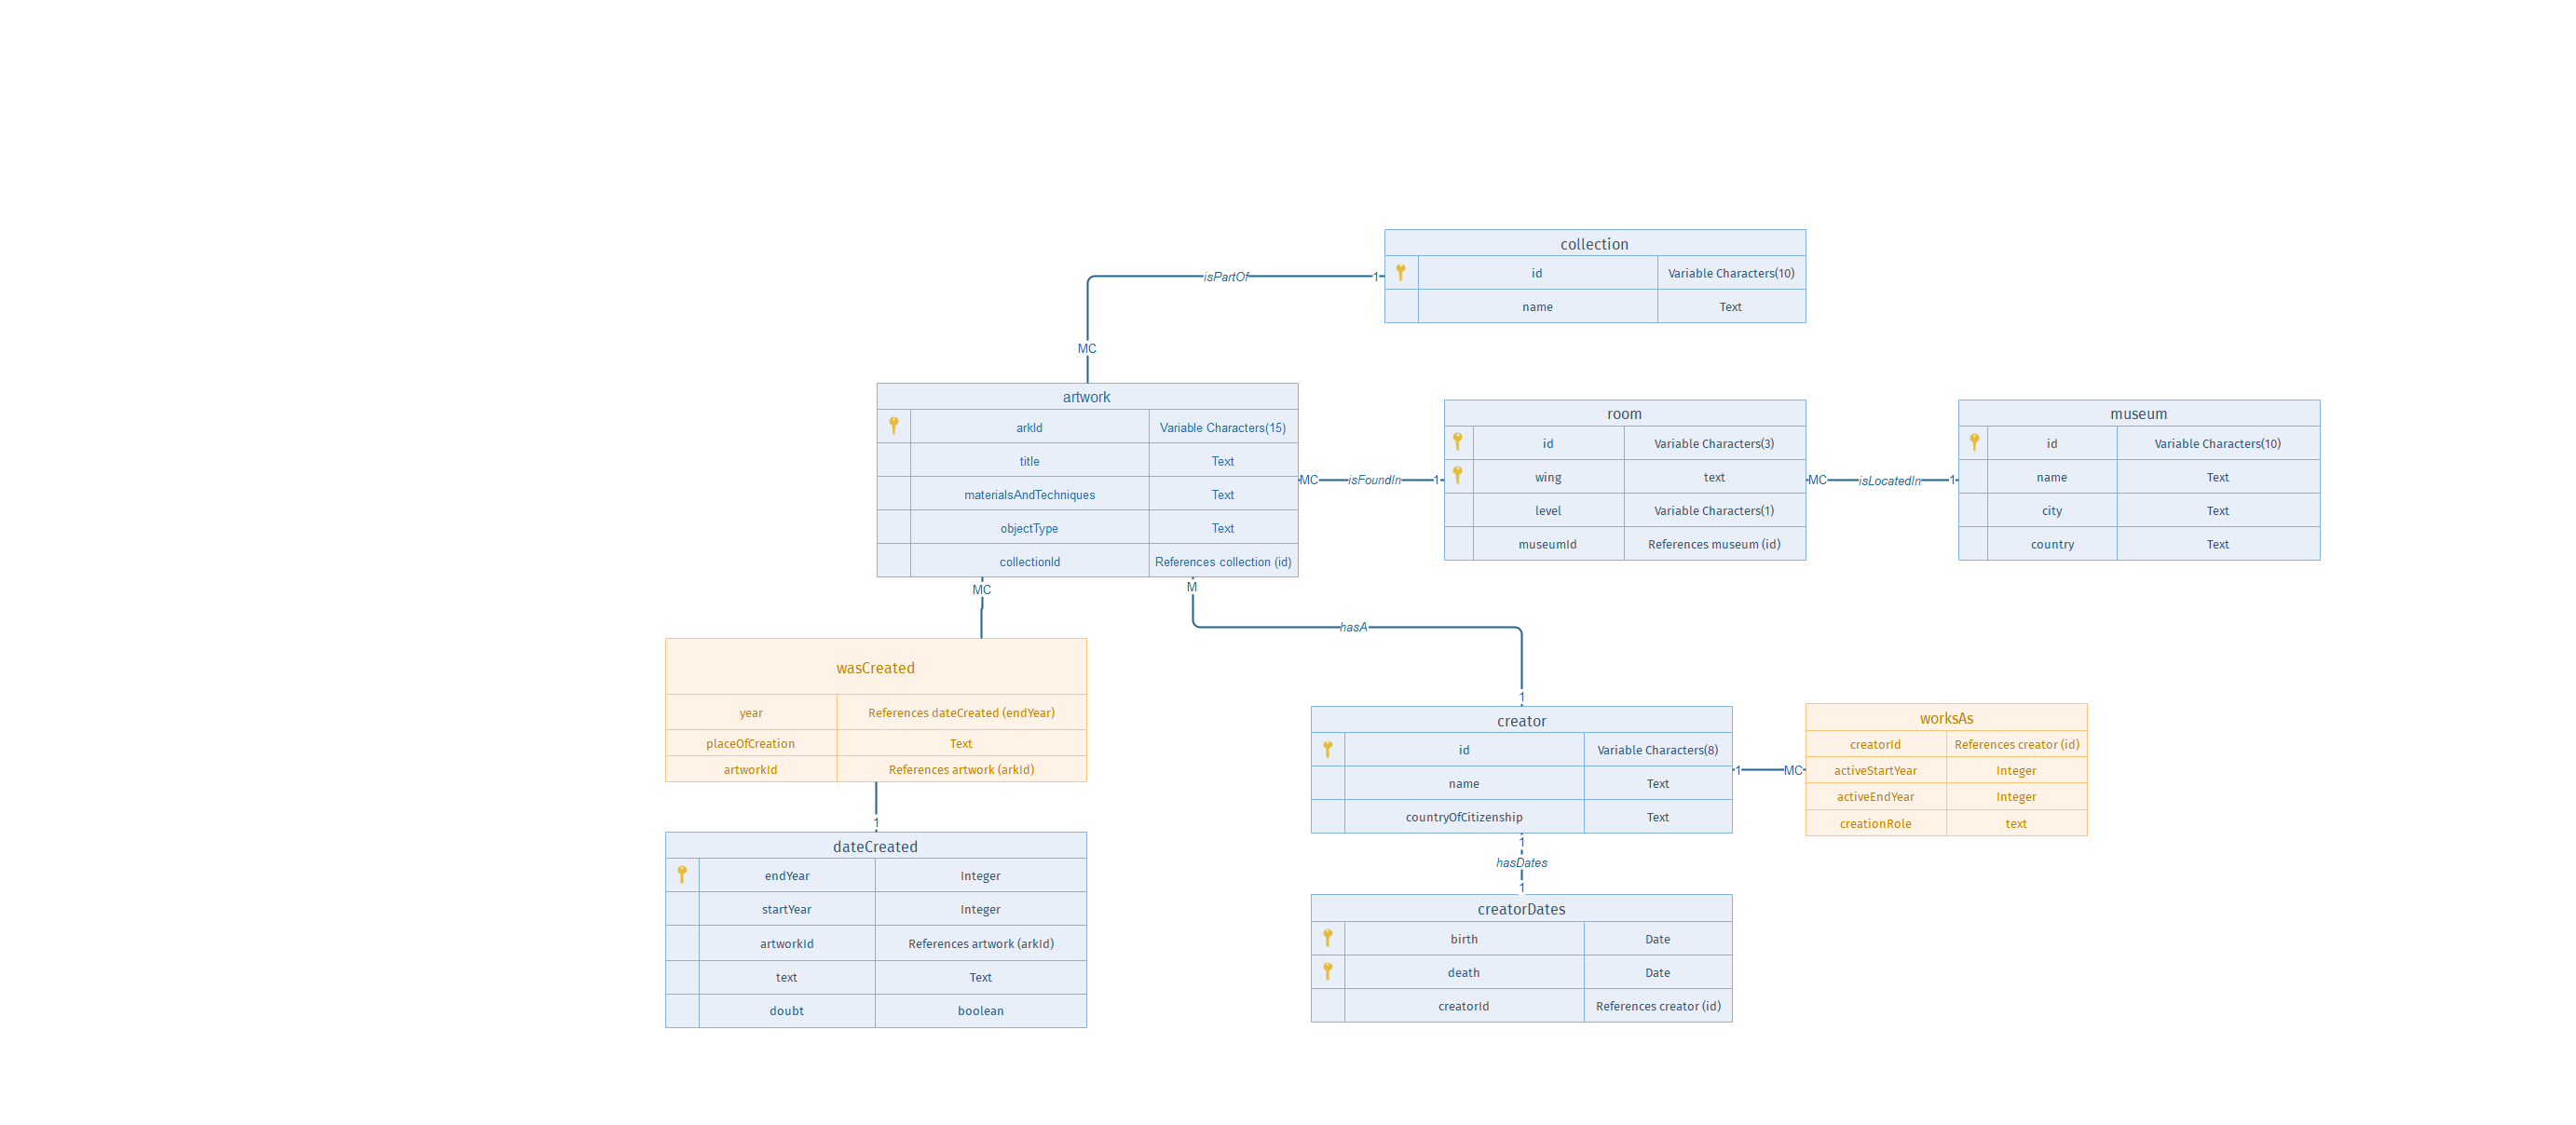 collection
id Variable Characters(10)
name Text
isPartOf 1
MC
artwork
arkId Variable Characters(15)
title Text
materialsAndTechniques Text
objectType Text
collectionId References collection (id)
MC isFoundIn 1
room
id Variable Characters(3)
wing text
level Variable Characters(1)
museumId References museum (id)
MC isLocatedIn 1
museum
id Variable Characters(10)
name Text
city Text
country Text
MC
M
hasA
1
wasCreated
year References dateCreated (endYear)
placeOfCreation Text
artworkId References artwork (arkId)
1
dateCreated
endYear Integer
startYear Integer
artworkId References artwork (arkId)
text Text
doubt boolean
creator
id Variable Characters(8)
name Text
countryOfCitizenship Text
1 MC
worksAs
creatorId References creator (id)
activeStartYear Integer
activeEndYear Integer
creationRole text
1
hasDates
1
creatorDates
birth Date
death Date
creatorId References creator (id)